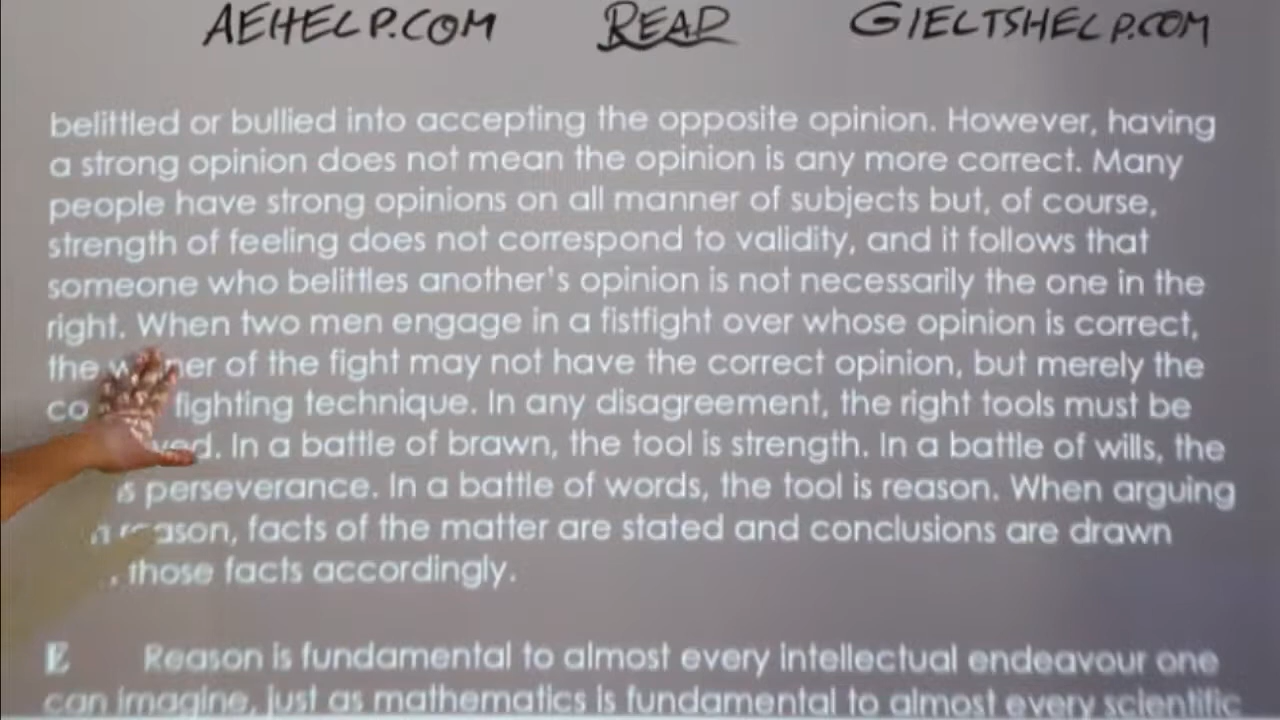 AEHELP.COM READ GIELTSHELP.COM
belittled or bullied into accepting the opposite opinion. However, having
a strong opinion does not mean the opinion is any more correct. Many
people have strong opinions on all manner of subjects but, of course,
strength of feeling does not correspond to validity, and it follows that
someone who belittles another's opinion is not necessarily the one in the
right. When two men engage in a fistfight over whose opinion is correct,
the winner of the fight may not have the correct opinion, but merely the
fighting technique. In any disagreement, the right tools must be
In a battle of brawn, the tool is strength. In a battle of wills, the
perseverance. In a battle of words, the tool is reason. When arguing
reason, facts of the matter are stated and conclusions are drawn
those facts accordingly.
E Reason is fundamental to almost every intellectual endeavour one
can imagine, just as mathematics is fundamental to almost every scientific